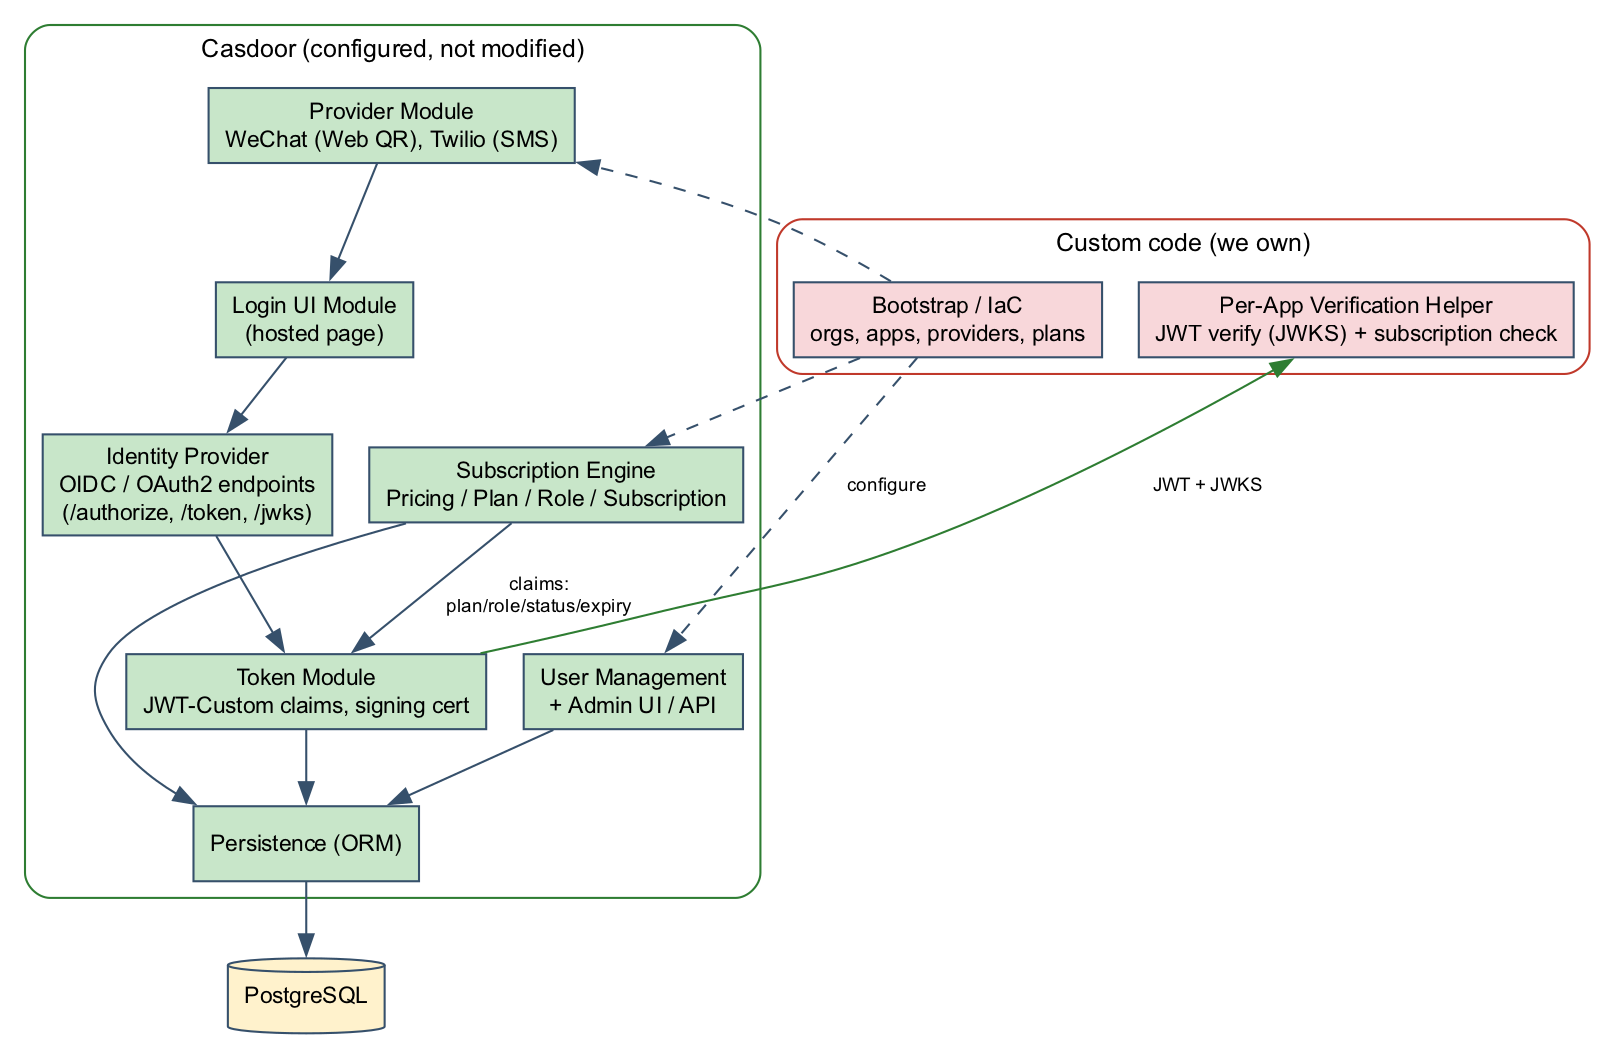 Casdoor (configured, not modified)
Provider Module
WeChat (Web QR), Twilio (SMS)
Custom code (we own)
Login UI Module
(hosted page)
Bootstrap / IaC
orgs, apps, providers, plans
Per-App Verification Helper
JWT verify (JWKS) + subscription check
Identity Provider
OIDC / OAuth2 endpoints
(/authorize, /token, /jwks)
Subscription Engine
Pricing / Plan / Role / Subscription
configure
JWT + JWKS
claims:
plan/role/status/expiry
Token Module
JWT-Custom claims, signing cert
User Management
+ Admin UI / API
Persistence (ORM)
PostgreSQL